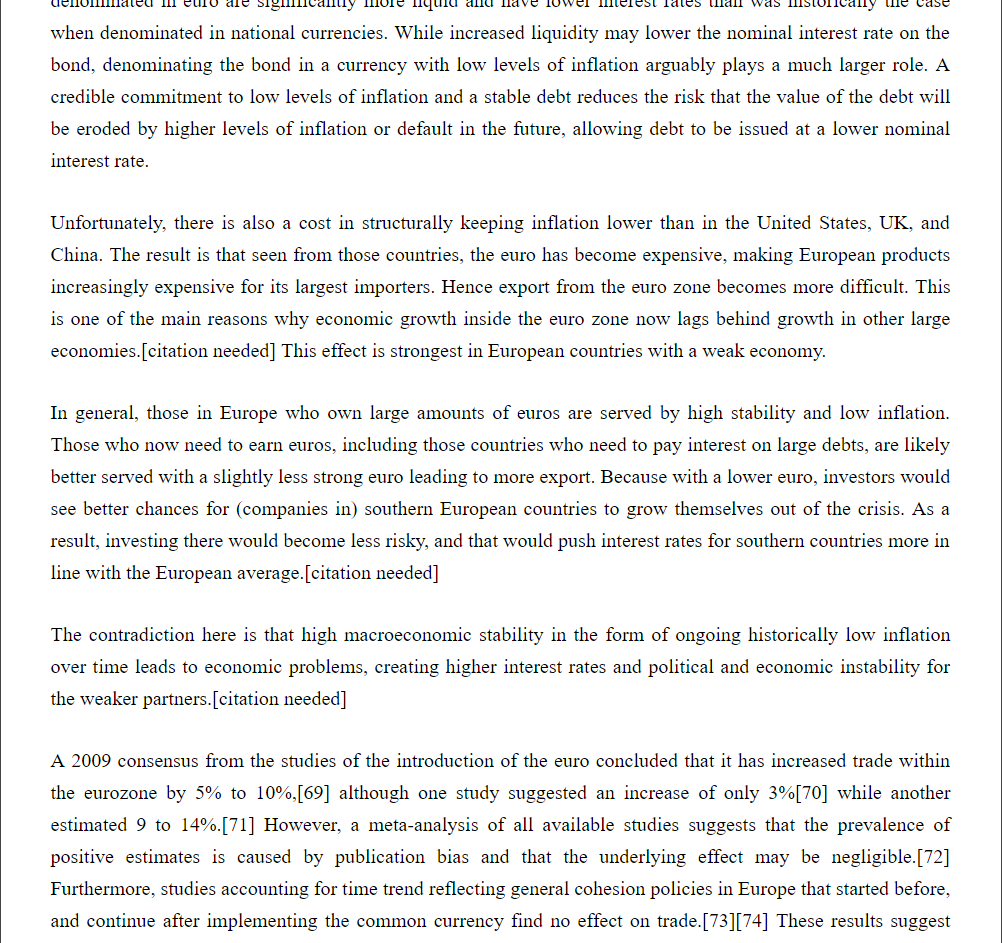 denominated in euro are significantly more liquid and have lower interest rates than was historically the case
when denominated in national currencies. While increased liquidity may lower the nominal interest rate on the
bond, denominating the bond in a currency with low levels of inflation arguably plays a much larger role. A
credible commitment to low levels of inflation and a stable debt reduces the risk that the value of the debt will
be eroded by higher levels of inflation or default in the future, allowing debt to be issued at a lower nominal
interest rate.
Unfortunately, there is also a cost in structurally keeping inflation lower than in the United States, UK, and
China. The result is that seen from those countries, the euro has become expensive, making European products
increasingly expensive for its largest importers. Hence export from the euro zone becomes more difficult. This
is one of the main reasons why economic growth inside the euro zone now lags behind growth in other large
economies.[citation needed] This effect is strongest in European countries with a weak economy.
In general, those in Europe who own large amounts of euros are served by high stability and low inflation.
Those who now need to earn euros, including those countries who need to pay interest on large debts, are likely
better served with a slightly less strong euro leading to more export. Because with a lower euro, investors would
see better chances for (companies in) southern European countries to grow themselves out of the crisis. As a
result, investing there would become less risky, and that would push interest rates for southern countries more in
line with the European average.[citation needed]
The contradiction here is that high macroeconomic stability in the form of ongoing historically low inflation
over time leads to economic problems, creating higher interest rates and political and economic instability for
the weaker partners.[citation needed]
A 2009 consensus from the studies of the introduction of the euro concluded that it has increased trade within
the eurozone by 5% to 10%,[69] although one study suggested an increase of only 3%[70] while another
estimated 9 to 14%.[71] However, a meta-analysis of all available studies suggests that the prevalence of
positive estimates is caused by publication bias and that the underlying effect may be negligible.[72]
Furthermore, studies accounting for time trend reflecting general cohesion policies in Europe that started before,
and continue after implementing the common currency find no effect on trade.[73][74] These results suggest